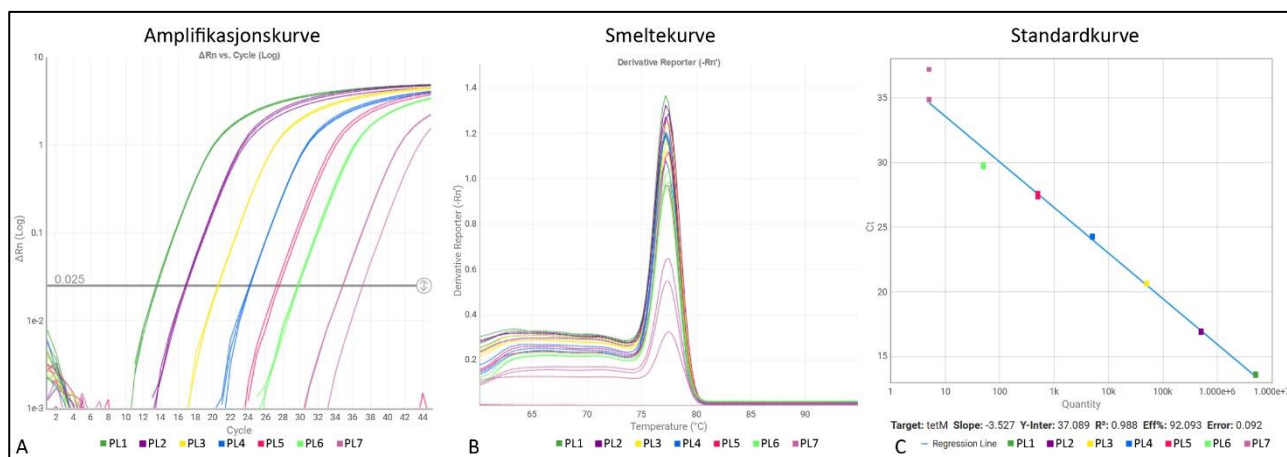 Amplifikasjonskurve
ΔRn vs. Cycle (Log)
10
1
0.1
0.025
1e-2
1e-3
ΔRn (Log)
2 4 6 8 10 12 14 16 18 20 22 24 26 28 30 32 34 36 38 40 42 44
Cycle
A
PL1 PL2 PL3 PL4 PL5 PL6 PL7
Smeltekurve
Derivative Reporter (-Rn')
1.4
1.2
1.0
0.8
0.6
0.4
0.2
Derivative Reporter (-Rn')
65 70 75 80 85 90
Temperature (°C)
B
PL1 PL2 PL3 PL4 PL5 PL6 PL7
Standardkurve
35
30
25
20
15
Ct
1 10 100 1000 10k 100k 1.000e+6 1.000e+7
Quantity
Target: tetM Slope: -3.527 Y-Inter: 37.089 R²: 0.988 Eff%: 92.093 Error: 0.092
C
Regression Line PL1 PL2 PL3 PL4 PL5 PL6 PL7